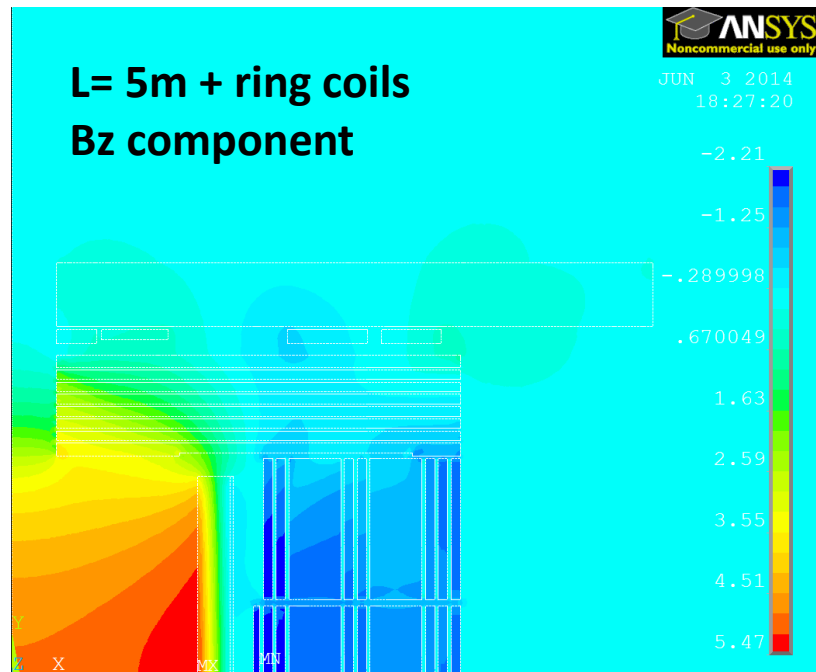 ANSYS
Noncommercial use only
L= 5m + ring coils
Bz component
JUN 3 2014
18:27:20
-2.21
-1.25
-.289998
.670049
1.63
2.59
3.55
4.51
5.47
Y
Z X MX MN